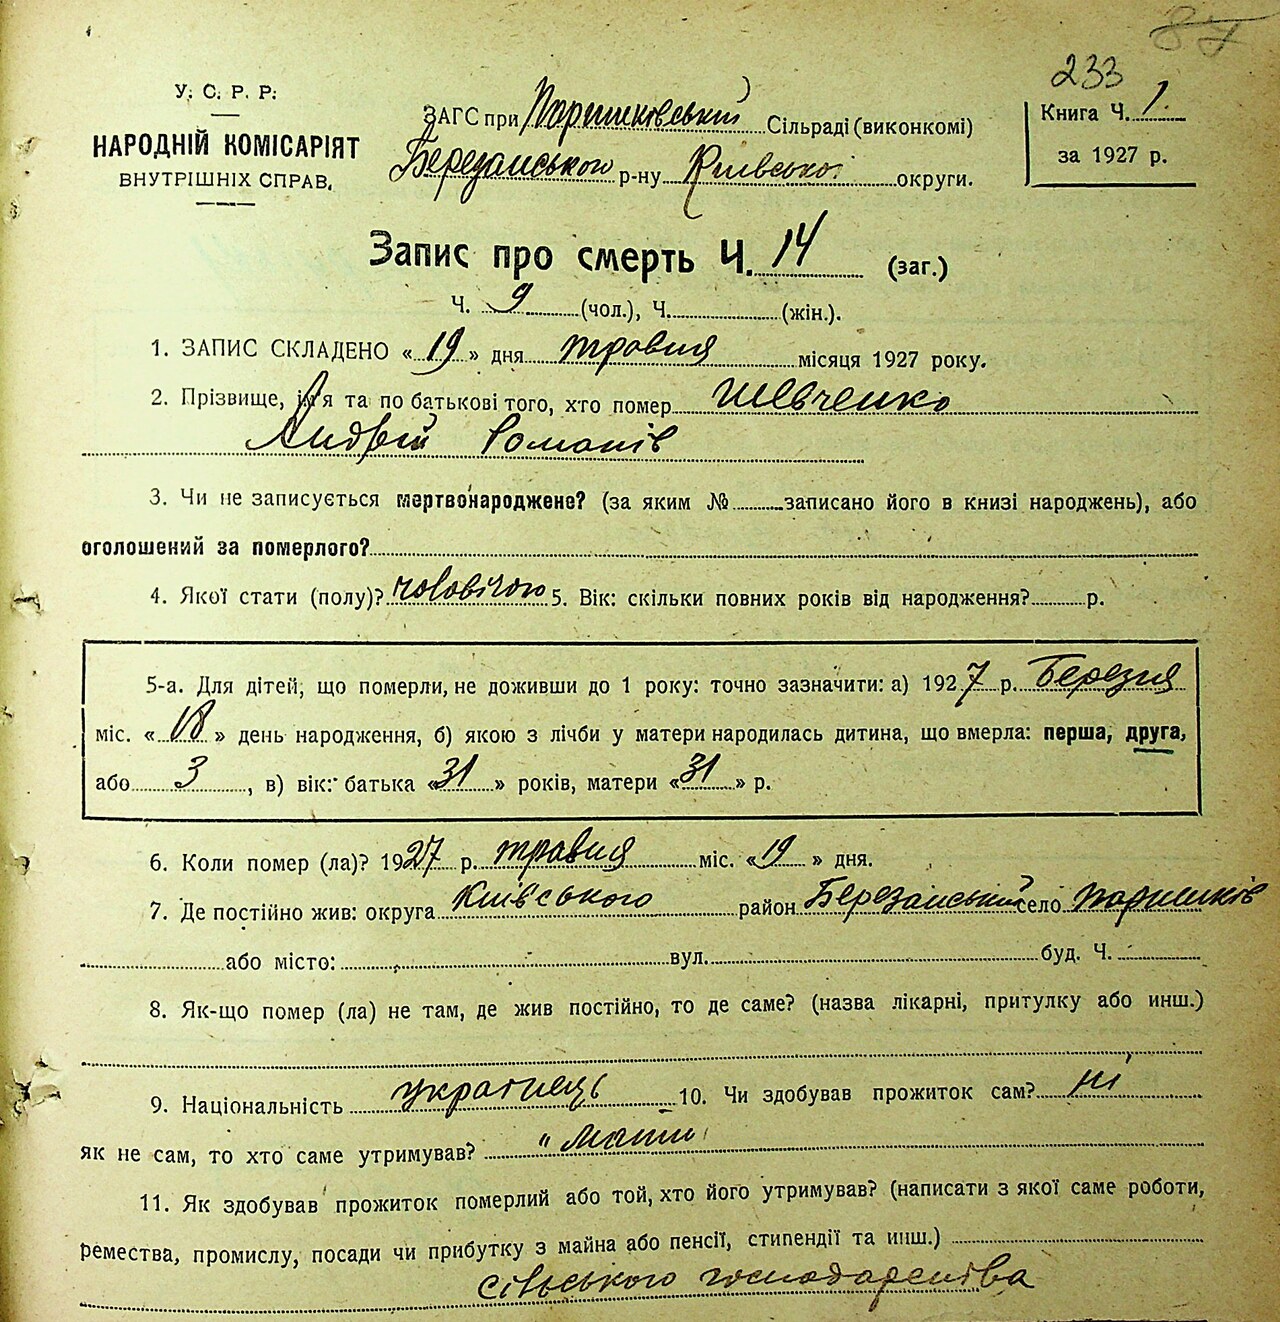 87
233
У. С. Р. Р.
НАРОДНІЙ КОМІСАРІЯТ
ВНУТРІШНІХ СПРАВ.
ЗАГС при Паришківській Сільраді (виконкомі)
Березанського р-ну Київської округи.
Книга Ч. 1.
за 1927 р.
Запис про смерть Ч. 14 (заг.)
Ч. 9 (чол.), Ч. (жін.).
1. ЗАПИС СКЛАДЕНО « 19 » дня травня місяця 1927 року.
2. Прізвище, ім'я та по батькові того, хто помер Шевченко
Андрій Романів
3. Чи не записується мертвонароджене? (за яким № записано його в книзі народжень), або
оголошений за померлого?
4. Якої стати (полу)? чоловічою 5. Вік: скільки повних років від народження? р.
5-а. Для дітей, що померли, не доживши до 1 року: точно зазначити: а) 1927 р. Березня
міс. « 18 » день народження, б) якою з лічби у матери народилась дитина, що вмерла: перша, друга,
або 3, в) вік: батька « 31 » років, матери « 31 » р.
6. Коли помер (ла)? 1927 р. травня міс. « 19 » дня.
7. Де постійно жив: округа Київського район Березанський село Паришків
або місто: вул. буд. Ч.
8. Як-що помер (ла) не там, де жив постійно, то де саме? (назва лікарні, притулку або инш.)
9. Національність українець 10. Чи здобував прожиток сам? ні
як не сам, то хто саме утримував? " мати
11. Як здобував прожиток померлий або той, хто його утримував? (написати з якої саме роботи,
ремества, промислу, посади чи прибутку з майна або пенсії, стипендії та инш.)
сільського господарства